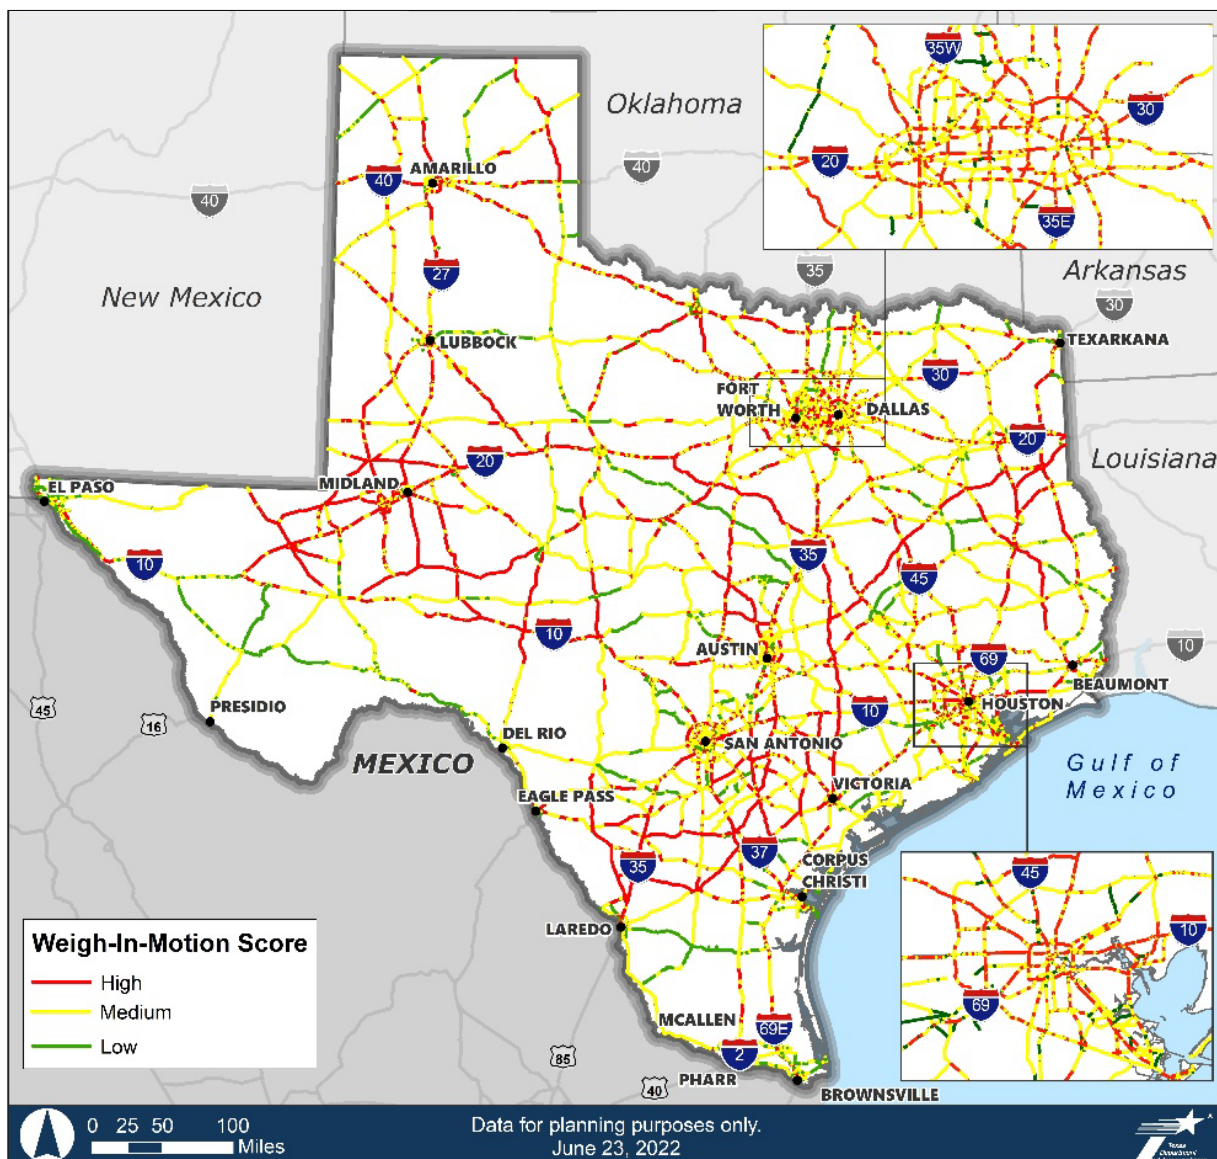 35W
30
20
35E
Oklahoma
40
40
40
AMARILLO
35
Arkansas
30
27
New Mexico
LUBBOCK
TEXARKANA
30
FORT
WORTH
DALLAS
20
20
Louisiana
EL PASO
MIDLAND
10
35
45
10
AUSTIN
69
10
BEAUMONT
45
16
PRESIDIO
10
HOUSTON
DEL RIO
SAN ANTONIO
MEXICO
Gulf of
Mexico
EAGLE PASS
VICTORIA
35
37
CORPUS
CHRISTI
45
10
69
LAREDO
Weigh-In-Motion Score
High
Medium
Low
MCALLEN
69E
2
PHARR
85
40
BROWNSVILLE
0 25 50 100
Miles
Data for planning purposes only.
June 23, 2022
Texas
Department